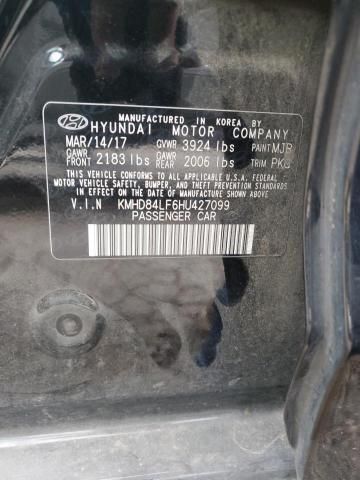 MANUFACTURED IN KOREA BY
HYUNDAI MOTOR COMPANY
MAR/14/17 GVWR 3924 lbs PAINT MJP
GAWR FRONT 2183 lbs GAWR REAR 2006 lbs TRIM PKG
THIS VEHICLE CONFORMS TO ALL APPLICABLE U.S.A. FEDERAL
MOTOR VEHICLE SAFETY, BUMPER, AND THEFT PREVENTION STANDARDS
IN EFFECT ON THE DATE OF MANUFACTURE SHOWN ABOVE.
V.I.N KMHD84LF6HU427099
PASSENGER CAR